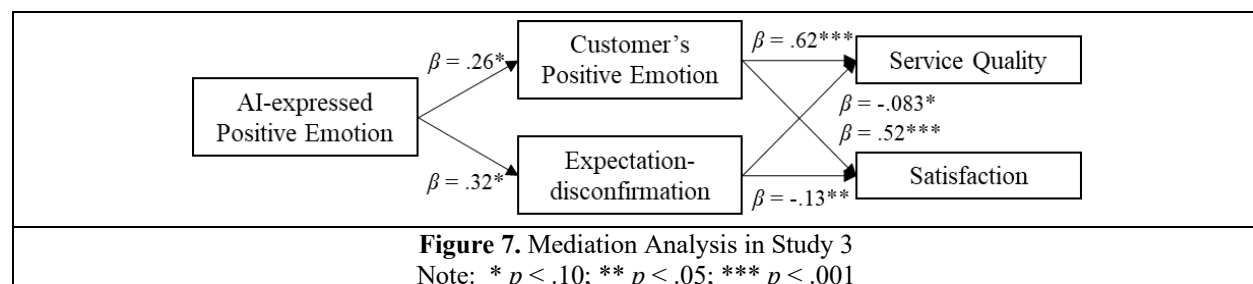 Customer's
Positive Emotion
β = .62***
Service Quality
β = .26*
AI-expressed
Positive Emotion
β = -.083*
β = .52***
Expectation-
disconfirmation
β = .32*
β = -.13**
Satisfaction
Figure 7. Mediation Analysis in Study 3
Note: * p < .10; ** p < .05; *** p < .001